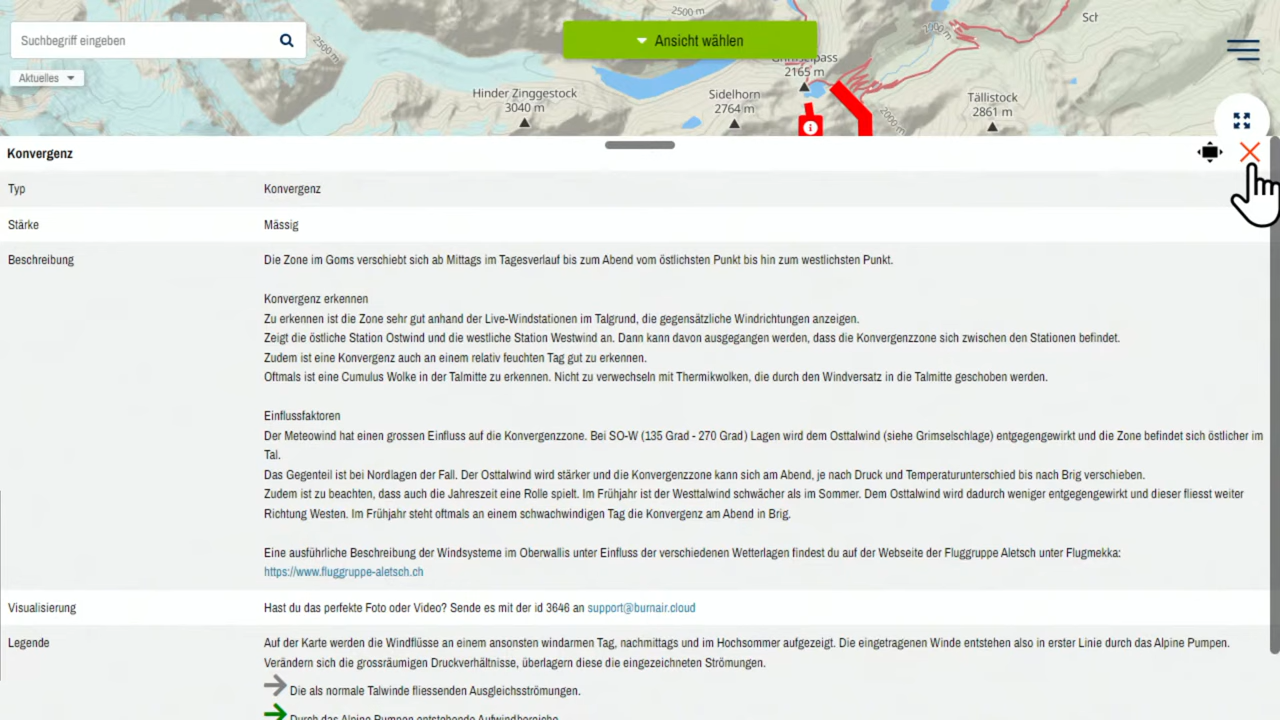 2500 m
Sch
Suchbegriff eingeben
Ansicht wählen
2500 m
2000 m
Aktuelles
2165 m
Hinder Zinggestock
3040 m
Sidelhorn
2764 m
Tällistock
2861 m
2000 m
Konvergenz
Typ Konvergenz
Stärke Mässig
Beschreibung Die Zone im Goms verschiebt sich ab Mittags im Tagesverlauf bis zum Abend vom östlichsten Punkt bis hin zum westlichsten Punkt.
Konvergenz erkennen
Zu erkennen ist die Zone sehr gut anhand der Live-Windstationen im Talgrund, die gegensätzliche Windrichtungen anzeigen.
Zeigt die östliche Station Ostwind und die westliche Station Westwind an. Dann kann davon ausgegangen werden, dass die Konvergenzzone sich zwischen den Stationen befindet.
Zudem ist eine Konvergenz auch an einem relativ feuchten Tag gut zu erkennen.
Oftmals ist eine Cumulus Wolke in der Talmitte zu erkennen. Nicht zu verwechseln mit Thermikwolken, die durch den Windversatz in die Talmitte geschoben werden.
Einflussfaktoren
Der Meteowind hat einen grossen Einfluss auf die Konvergenzzone. Bei SO-W (135 Grad - 270 Grad) Lagen wird dem Osttalwind (siehe Grimselschlage) entgegengewirkt und die Zone befindet sich östlicher im
Tal.
Das Gegenteil ist bei Nordlagen der Fall. Der Osttalwind wird stärker und die Konvergenzzone kann sich am Abend, je nach Druck und Temperaturunterschied bis nach Brig verschieben.
Zudem ist zu beachten, dass auch die Jahreszeit eine Rolle spielt. Im Frühjahr ist der Westtalwind schwächer als im Sommer. Dem Osttalwind wird dadurch weniger entgegengewirkt und dieser fliesst weiter
Richtung Westen. Im Frühjahr steht oftmals an einem schwachwindigen Tag die Konvergenz am Abend in Brig.
Eine ausführliche Beschreibung der Windsysteme im Oberwallis unter Einfluss der verschiedenen Wetterlagen findest du auf der Webseite der Fluggruppe Aletsch unter Flugmekka:
https://www.fluggruppe-aletsch.ch
Visualisierung Hast du das perfekte Foto oder Video? Sende es mit der id 3646 an support@burnair.cloud
Legende Auf der Karte werden die Windflüsse an einem ansonsten windarmen Tag, nachmittags und im Hochsommer aufgezeigt. Die eingetragenen Winde entstehen also in erster Linie durch das Alpine Pumpen.
Verändern sich die grossräumigen Druckverhältnisse, überlagern diese die eingezeichneten Strömungen.
Die als normale Talwinde fliessenden Ausgleichsströmungen.
Durch das Alpine Pumpen entstehende Aufwindbereiche